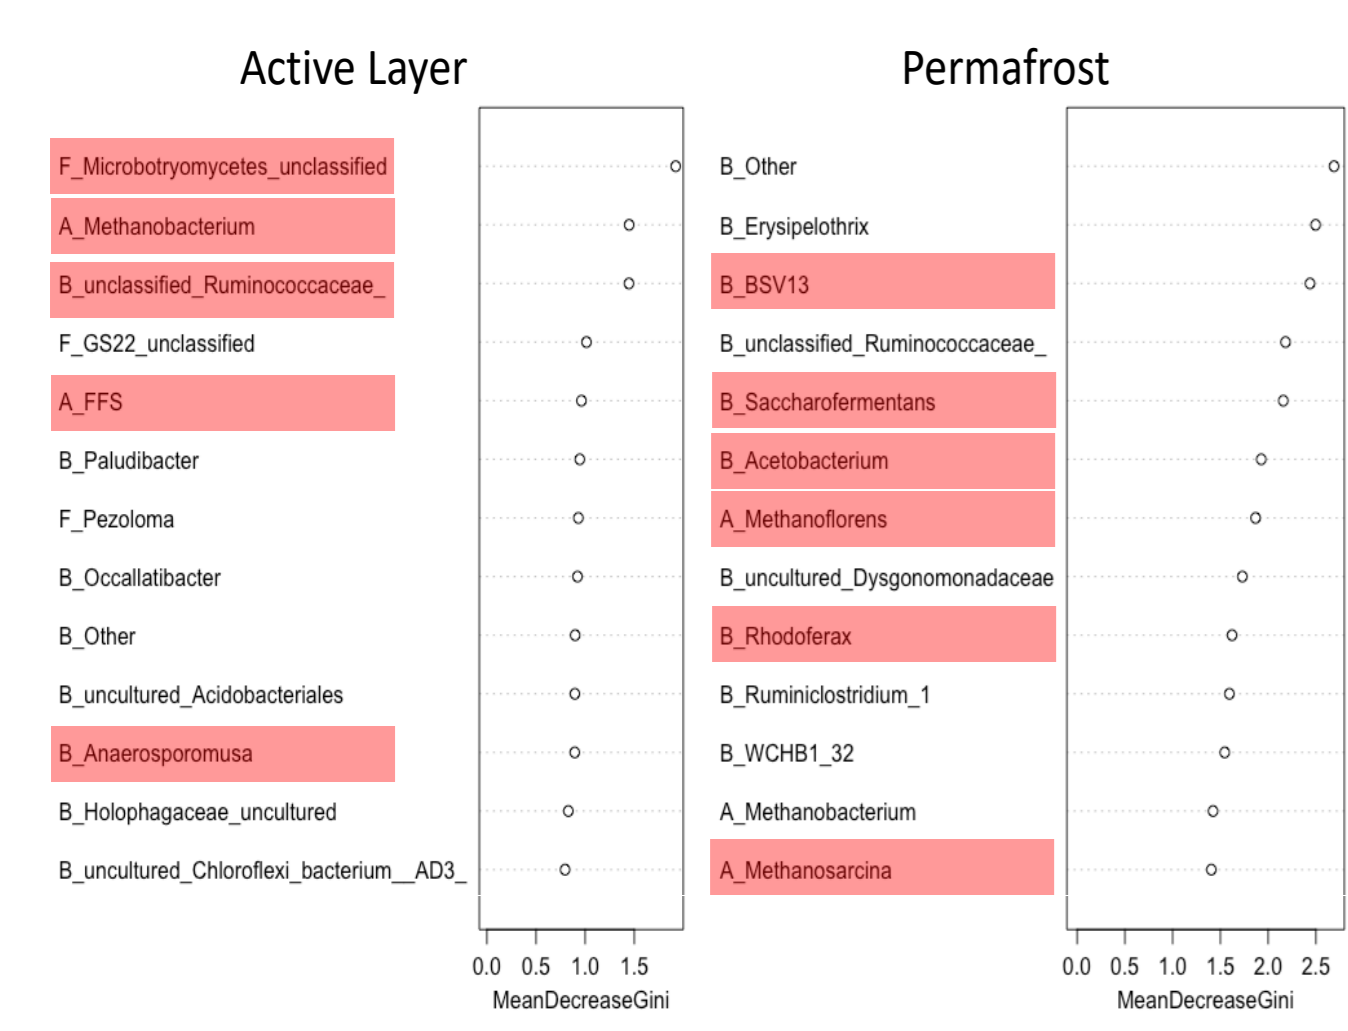 Active Layer
F_Microbotryomycetes_unclassified
A_Methanobacterium
B_unclassified_Ruminococcaceae_
F_GS22_unclassified
A_FFS
B_Paludibacter
F_Pezoloma
B_Occallatibacter
B_Other
B_uncultured_Acidobacteriales
B_Anaerosporomusa
B_Holophagaceae_uncultured
B_uncultured_Chloroflexi_bacterium__AD3_
0.0 0.5 1.0 1.5
MeanDecreaseGini
Permafrost
B_Other
B_Erysipelothrix
B_BSV13
B_unclassified_Ruminococcaceae_
B_Saccharofermentans
B_Acetobacterium
A_Methanoflorens
B_uncultured_Dysgonomonadaceae
B_Rhodoferax
B_Ruminiclostridium_1
B_WCHB1_32
A_Methanobacterium
A_Methanosarcina
0.0 0.5 1.0 1.5 2.0 2.5
MeanDecreaseGini